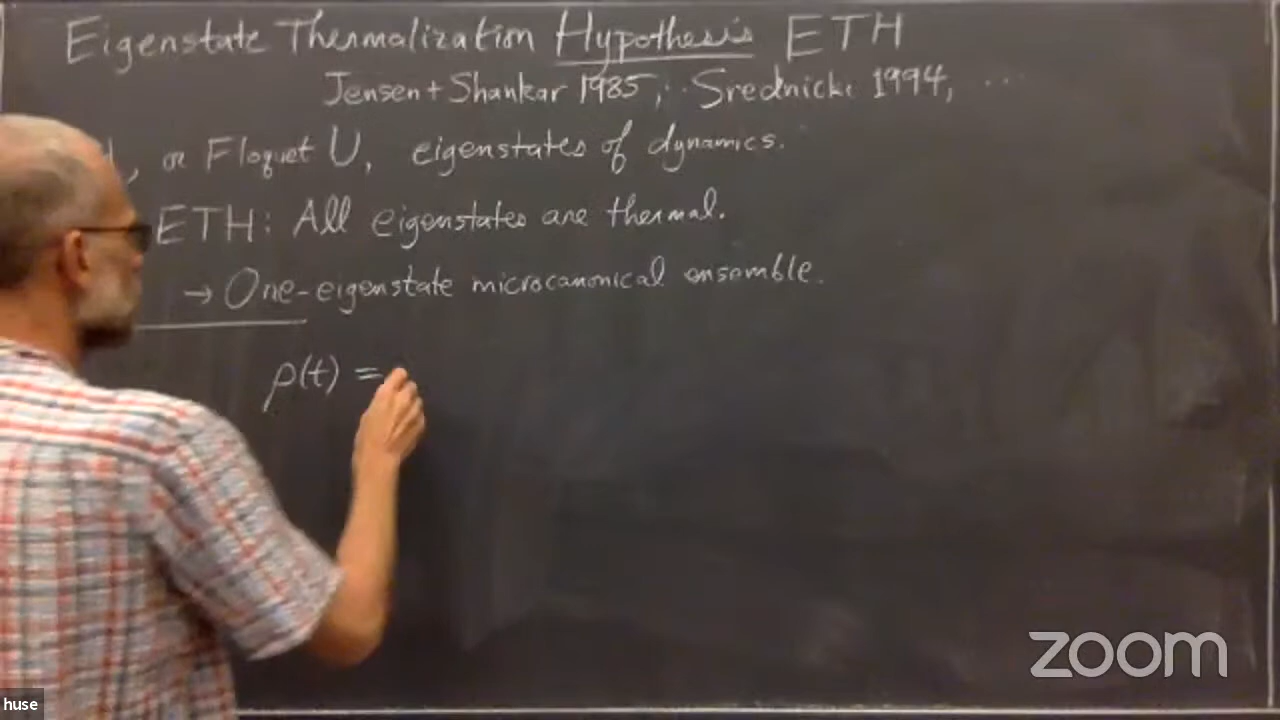 Eigenstate Thermalization Hypothesis ETH
Jensen + Shankar 1985, Srednicki 1994, ...
, or Floquet U, eigenstates of dynamics.
ETH: All eigenstates are thermal.
→ One-eigenstate microcanonical ensemble.
ρ(t) =
zoom
huse